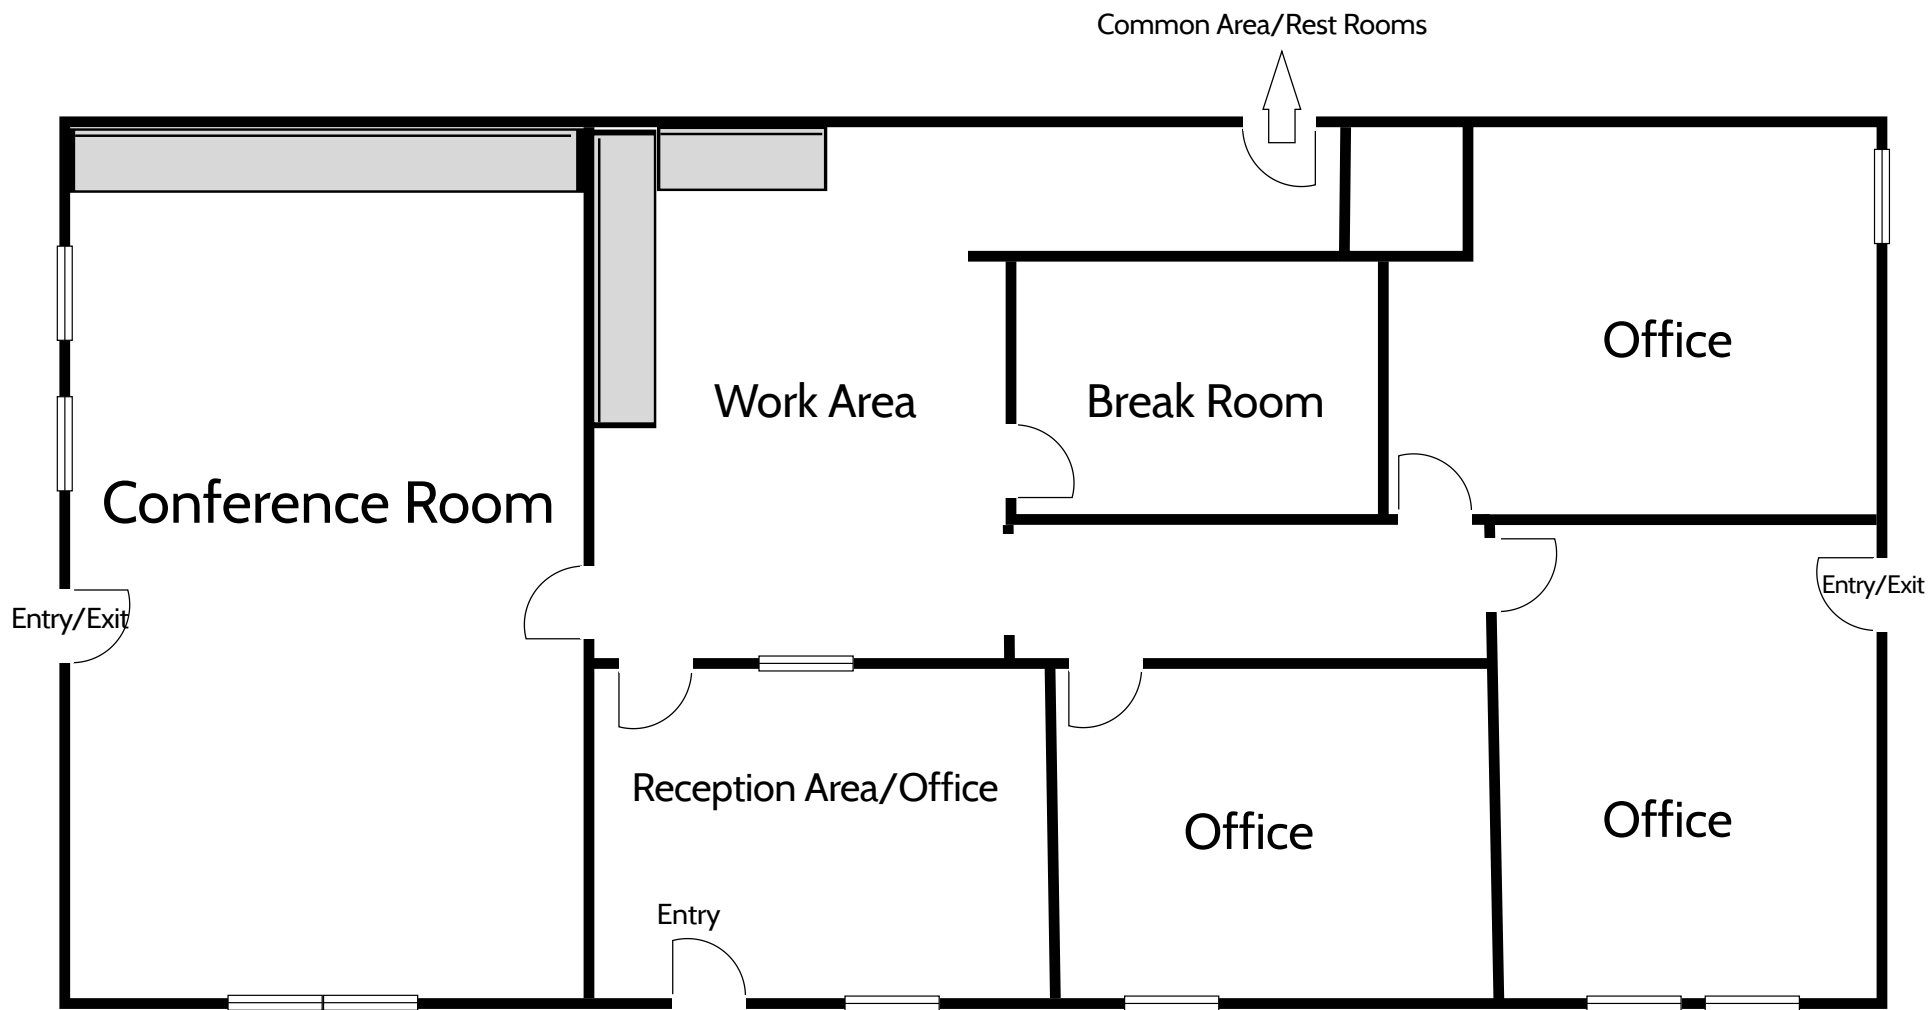 Common Area/Rest Rooms
Office
Work Area
Break Room
Conference Room
Entry/Exit
Entry/Exit
Reception Area/Office
Office
Office
Entry